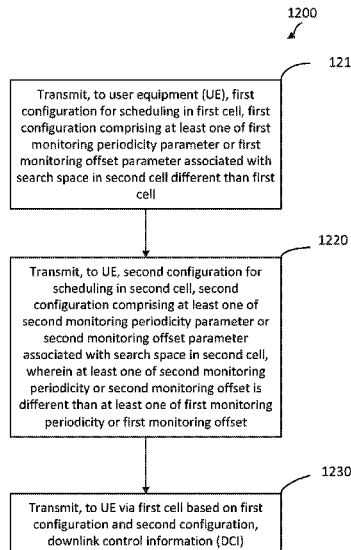 1200
121
Transmit, to user equipment (UE), first
configuration for scheduling in first cell, first
configuration comprising at least one of first
monitoring periodicity parameter or first
monitoring offset parameter associated with
search space in second cell different than first
cell
1220
Transmit, to UE, second configuration for
scheduling in second cell, second
configuration comprising at least one of
second monitoring periodicity parameter or
second monitoring offset parameter
associated with search space in second cell,
wherein at least one of second monitoring
periodicity or second monitoring offset is
different than at least one of first monitoring
periodicity or first monitoring offset
1230
Transmit, to UE via first cell based on first
configuration and second configuration,
downlink control information (DCI)